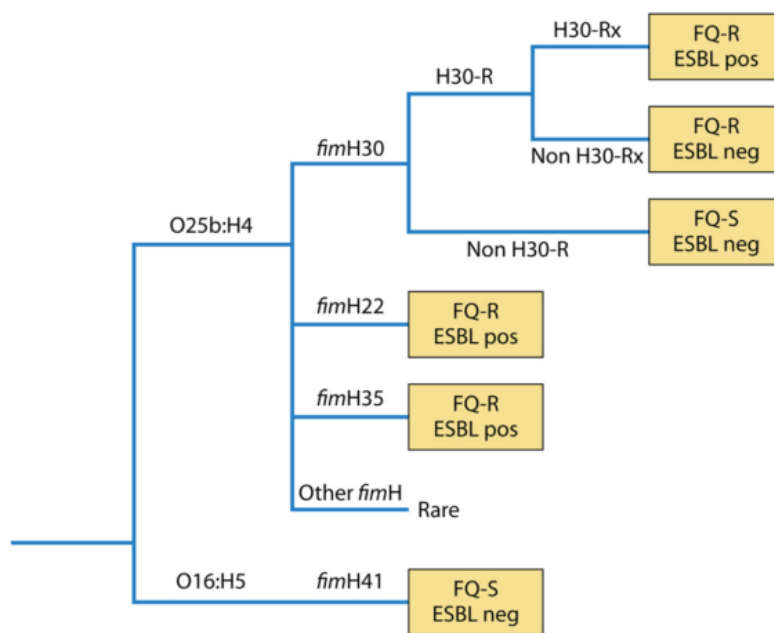 H30-Rx
FQ-R
ESBL pos
H30-R
FQ-R
ESBL neg
Non H30-Rx
fimH30
FQ-S
ESBL neg
Non H30-R
O25b:H4
fimH22
FQ-R
ESBL pos
fimH35
FQ-R
ESBL pos
Other fimH
Rare
O16:H5
fimH41
FQ-S
ESBL neg